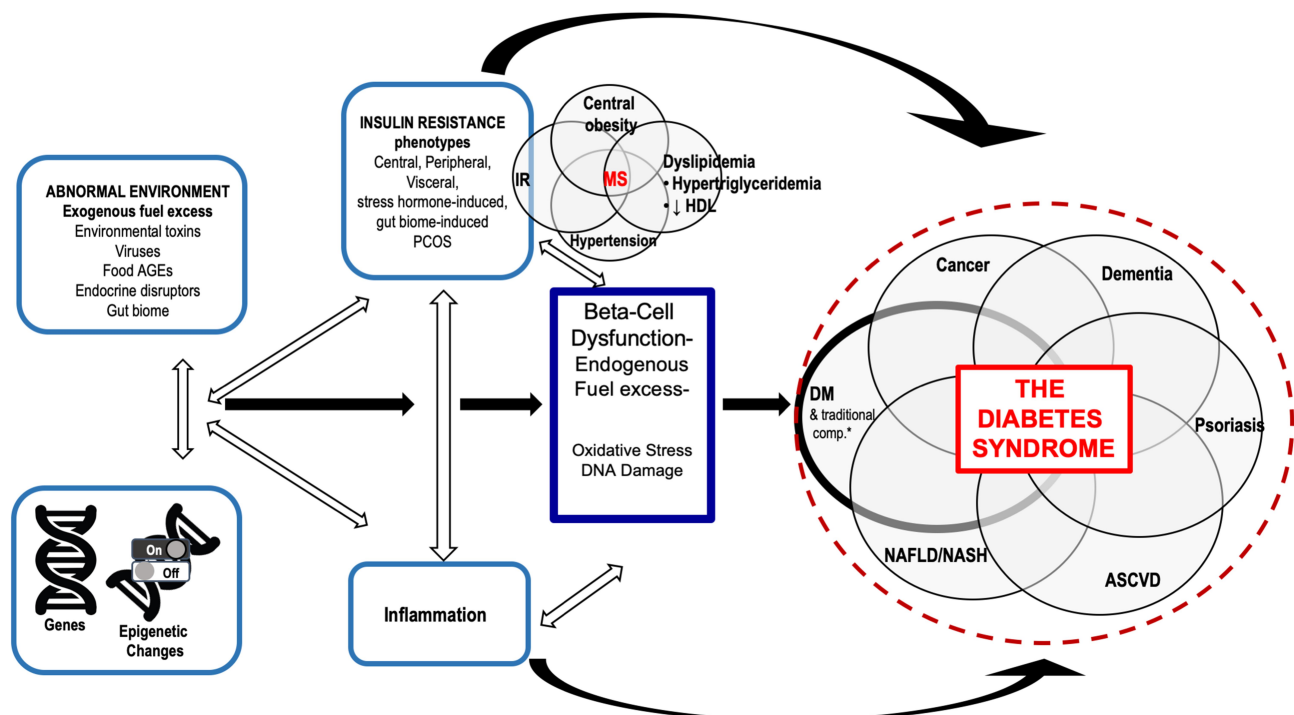 ABNORMAL ENVIRONMENT
Exogenous fuel excess
Environmental toxins
Viruses
Food AGEs
Endocrine disruptors
Gut biome
On
Off
Genes
Epigenetic
Changes
INSULIN RESISTANCE
phenotypes
Central, Peripheral,
Visceral,
stress hormone-induced,
gut biome-induced
PCOS
Central
obesity
IR
MS
Dyslipidemia
• Hypertriglyceridemia
• ↓ HDL
Hypertension
Beta-Cell
Dysfunction-
Endogenous
Fuel excess-
Oxidative Stress
DNA Damage
Inflammation
Cancer
Dementia
DM
& traditional
comp.*
THE
DIABETES
SYNDROME
Psoriasis
NAFLD/NASH
ASCVD